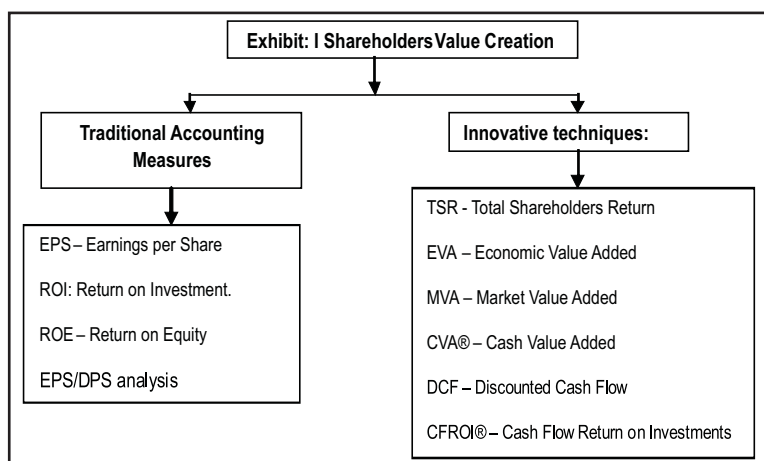 Exhibit: I Shareholders Value Creation
Traditional Accounting
Measures
EPS – Earnings per Share
ROI: Return on Investment.
ROE – Return on Equity
EPS/DPS analysis
Innovative techniques:
TSR - Total Shareholders Return
EVA – Economic Value Added
MVA – Market Value Added
CVA® – Cash Value Added
DCF – Discounted Cash Flow
CFROI® – Cash Flow Return on Investments